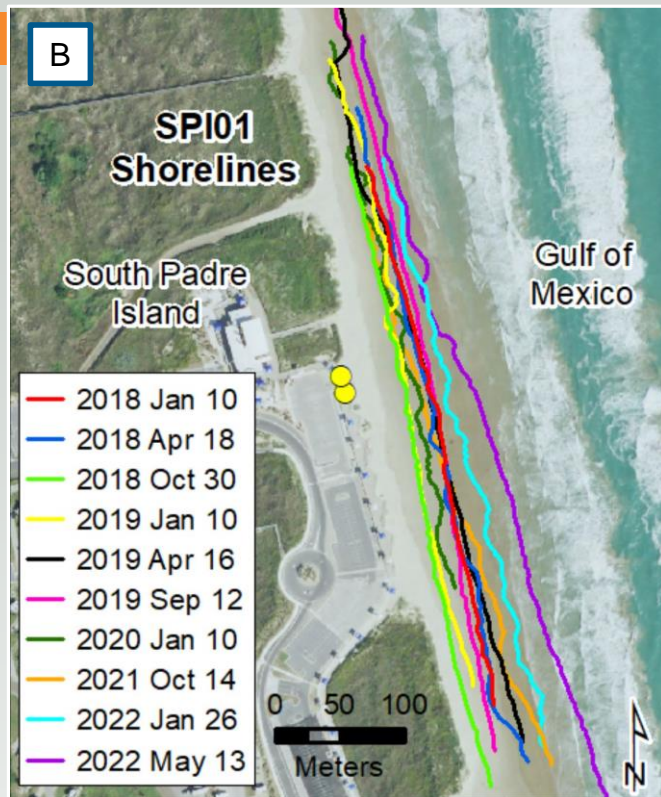 B
SPI01
Shorelines
South Padre
Island
Gulf of
Mexico
2018 Jan 10
2018 Apr 18
2018 Oct 30
2019 Jan 10
2019 Apr 16
2019 Sep 12
2020 Jan 10
2021 Oct 14
2022 Jan 26
2022 May 13
0 50 100
Meters
N